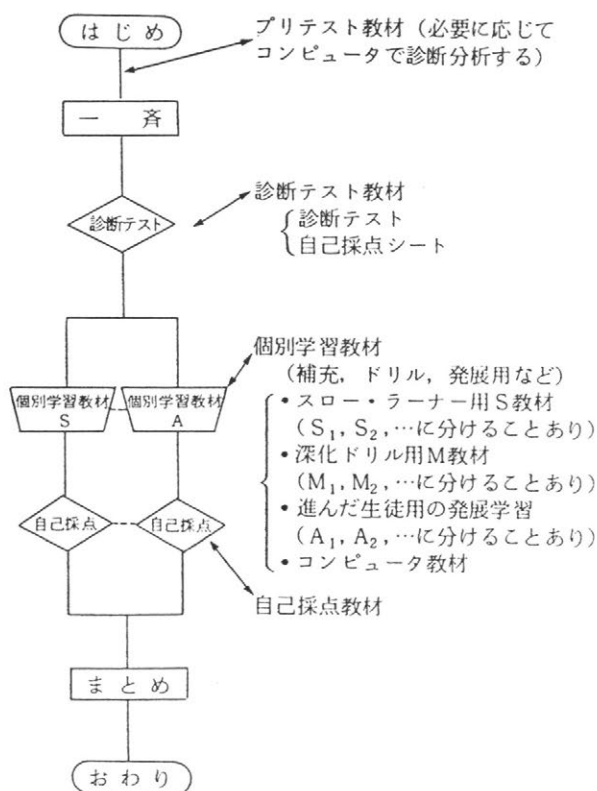 はじめ
プリテスト教材（必要に応じて
コンピュータで診断分析する）
一斉
診断テスト
診断テスト教材
診断テスト
自己採点シート
個別学習教材
（補充，ドリル，発展用など）
個別学習教材
S
個別学習教材
A
•スロー・ラーナー用S教材
（S₁, S₂, …に分けることあり）
•深化ドリル用M教材
（M₁, M₂, …に分けることあり）
•進んだ生徒用の発展学習
（A₁, A₂, …に分けることあり）
•コンピュータ教材
自己採点
自己採点
自己採点教材
まとめ
おわり